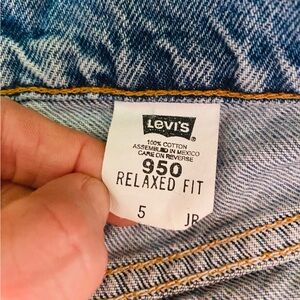 Levi's
100% COTTON
ASSEMBLED IN MEXICO
CARE ON REVERSE
950
RELAXED FIT
5 JR